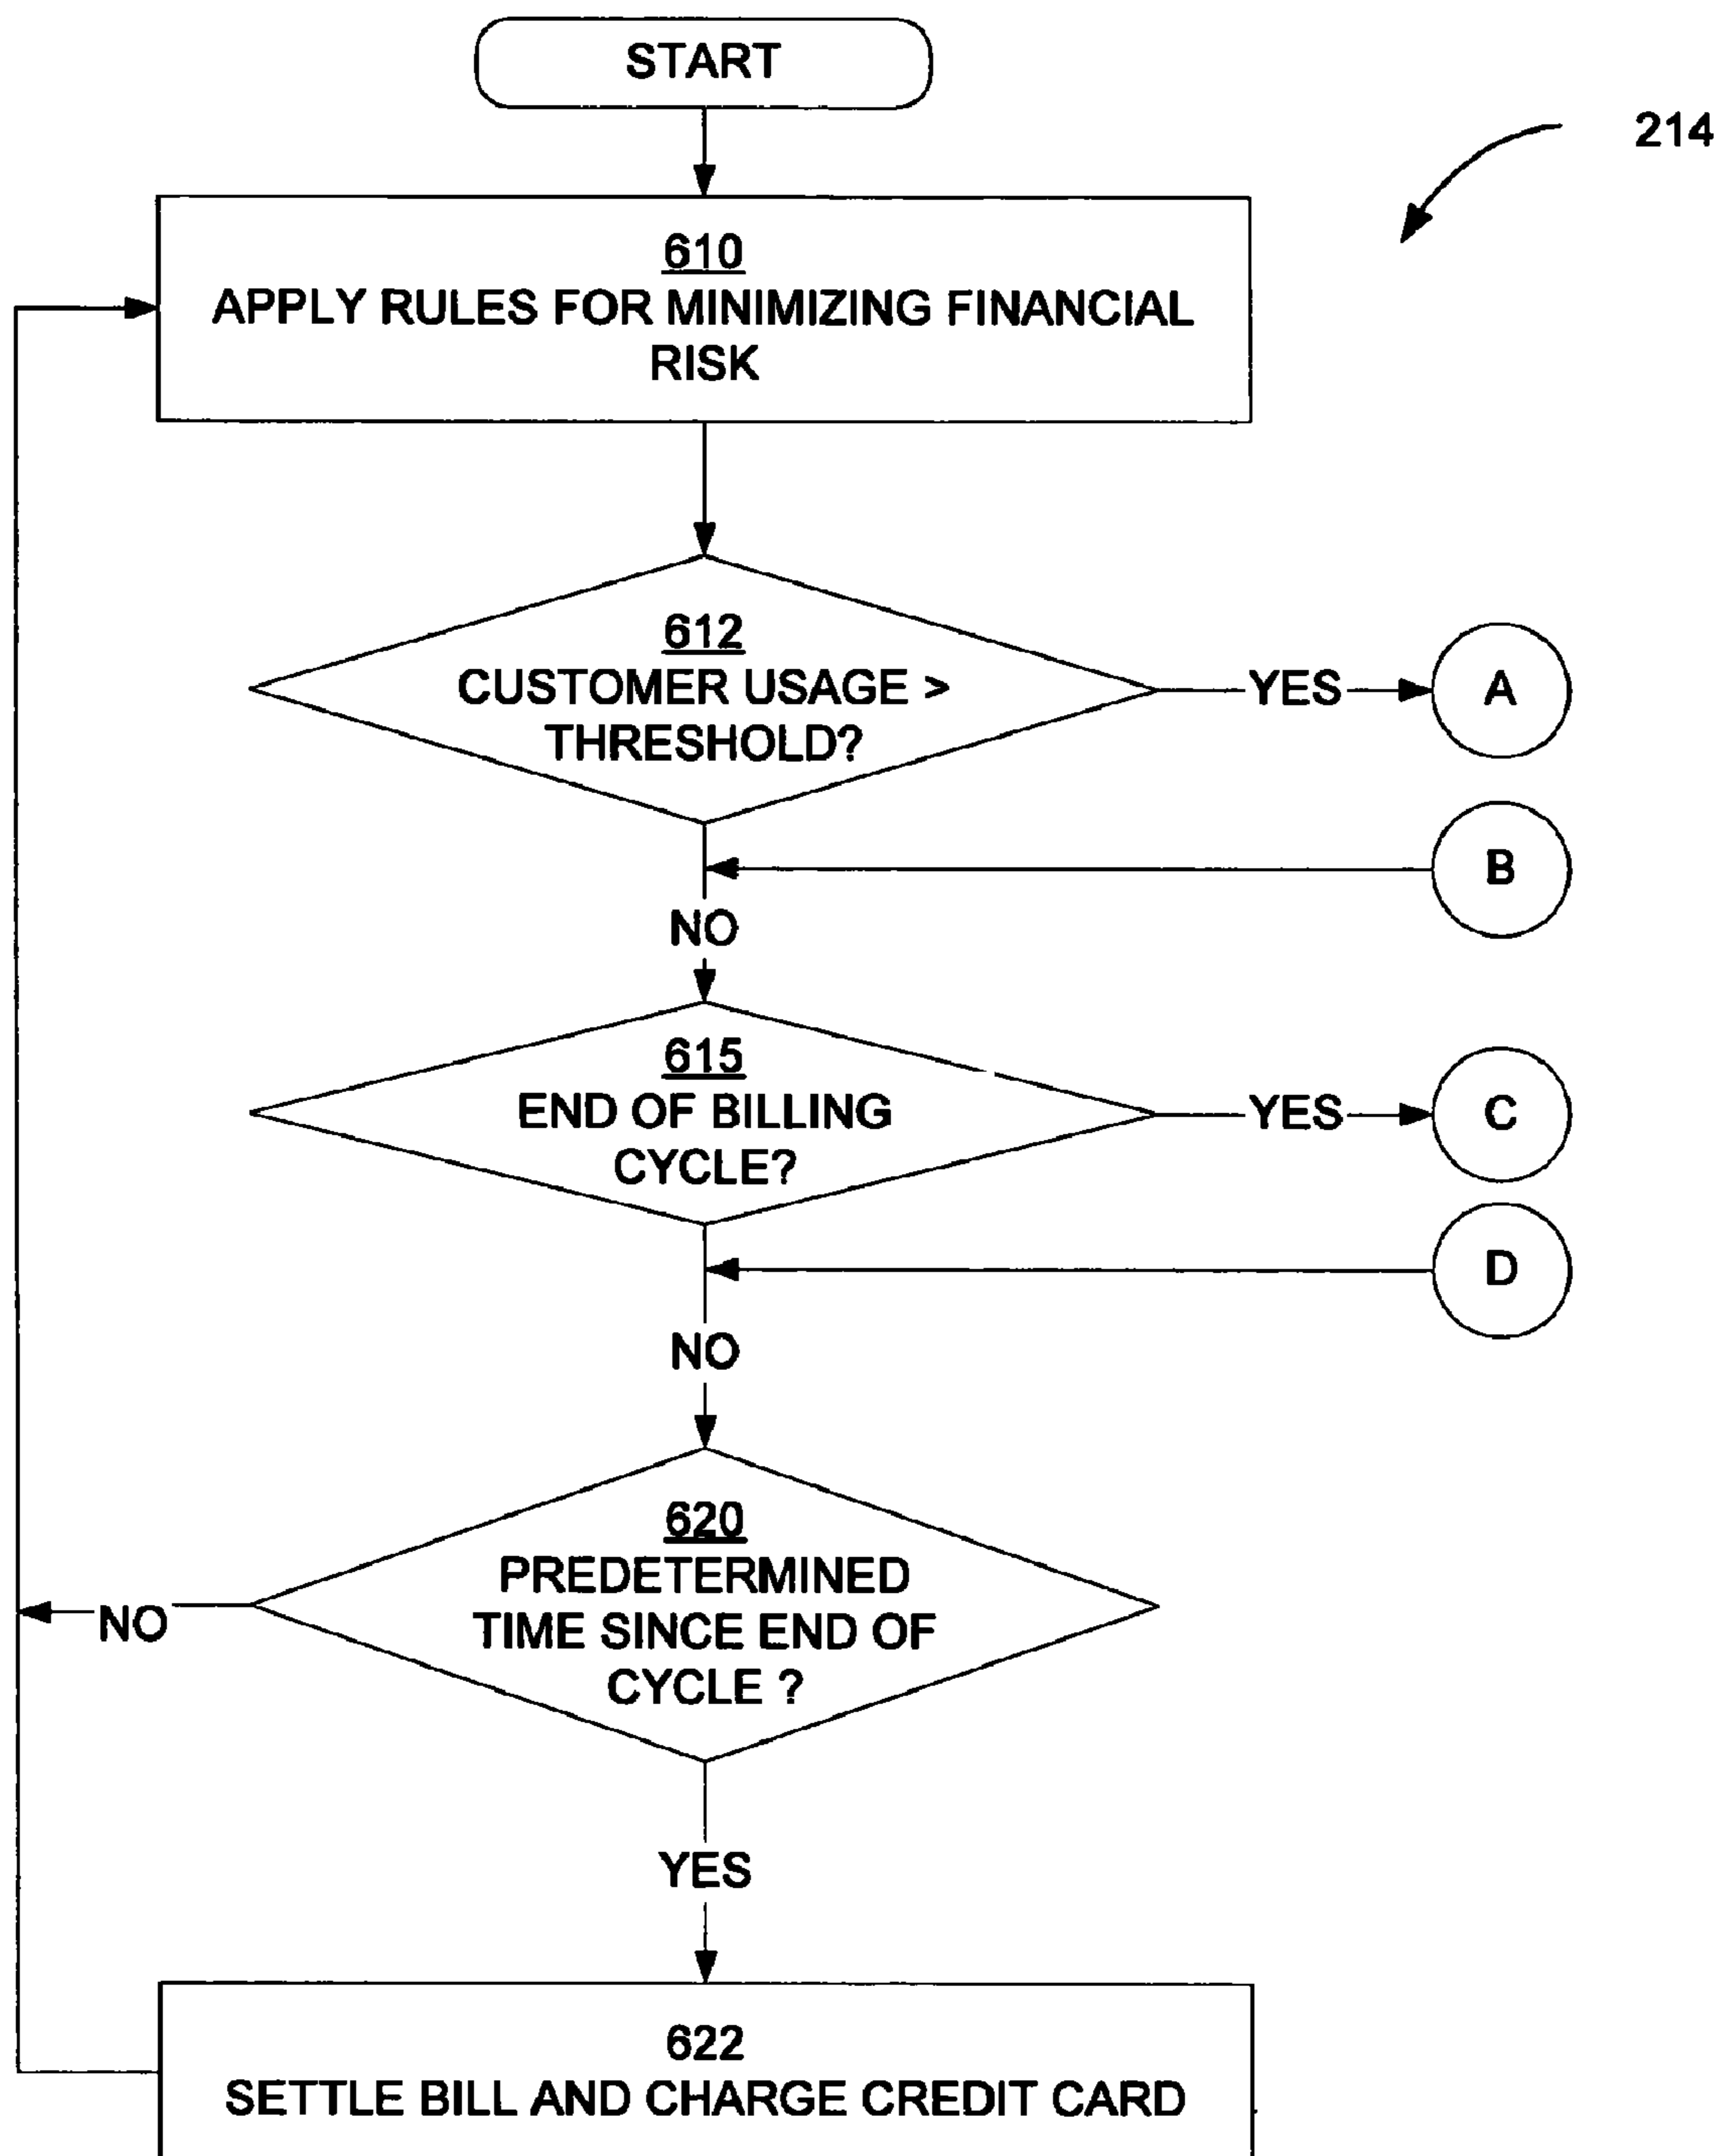 START
214
610
APPLY RULES FOR MINIMIZING FINANCIAL
RISK
612
CUSTOMER USAGE >
THRESHOLD?
YES
A
B
NO
615
END OF BILLING
CYCLE?
YES
C
D
NO
620
PREDETERMINED
TIME SINCE END OF
CYCLE ?
NO
YES
622
SETTLE BILL AND CHARGE CREDIT CARD